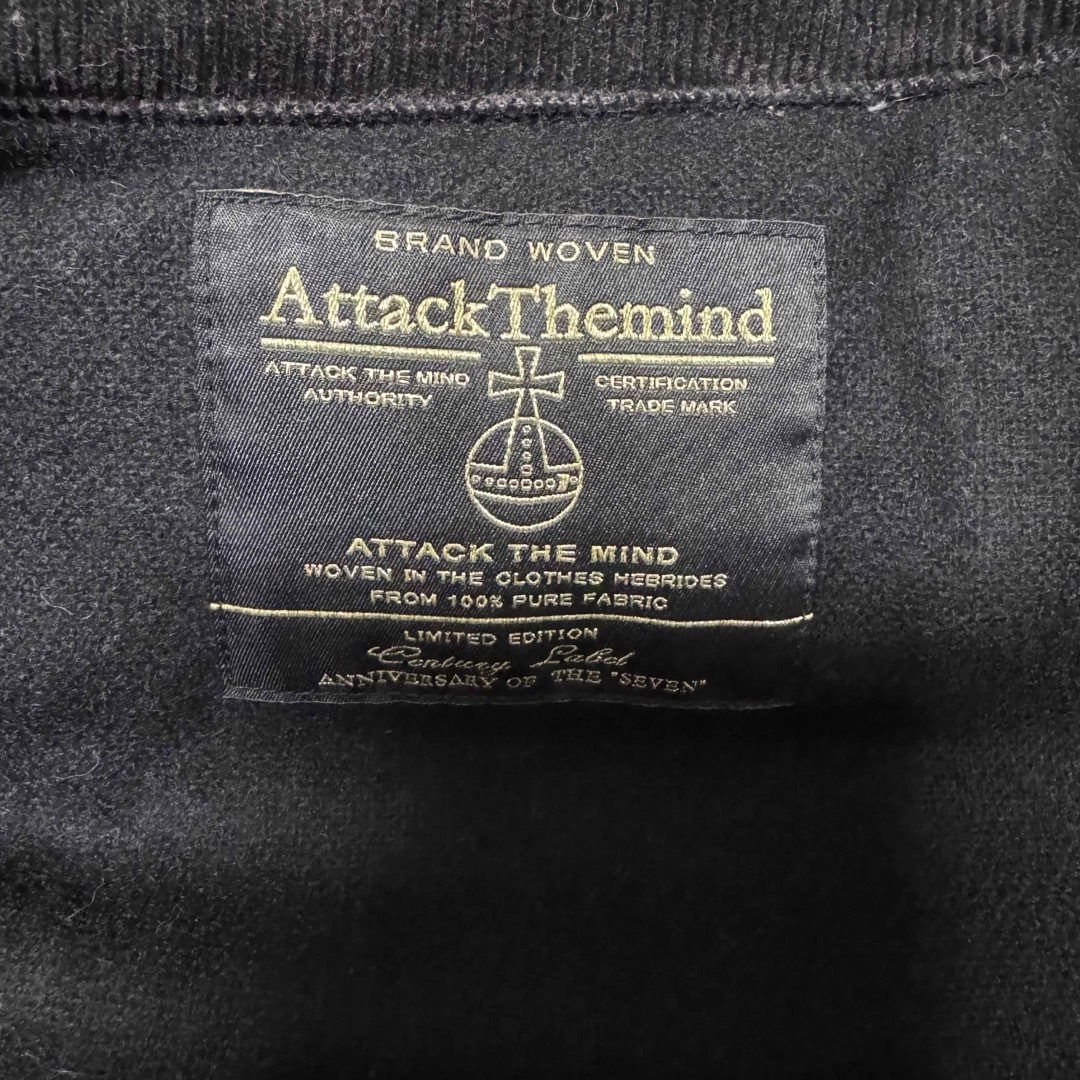 BRAND WOVEN
AttackThemind
ATTACK THE MIND
AUTHORITY
CERTIFICATION
TRADE MARK
ATTACK THE MIND
WOVEN IN THE CLOTHES HEBRIDES
FROM 100% PURE FABRIC
LIMITED EDITION
Century Label
ANNIVERSARY OF THE "SEVEN"